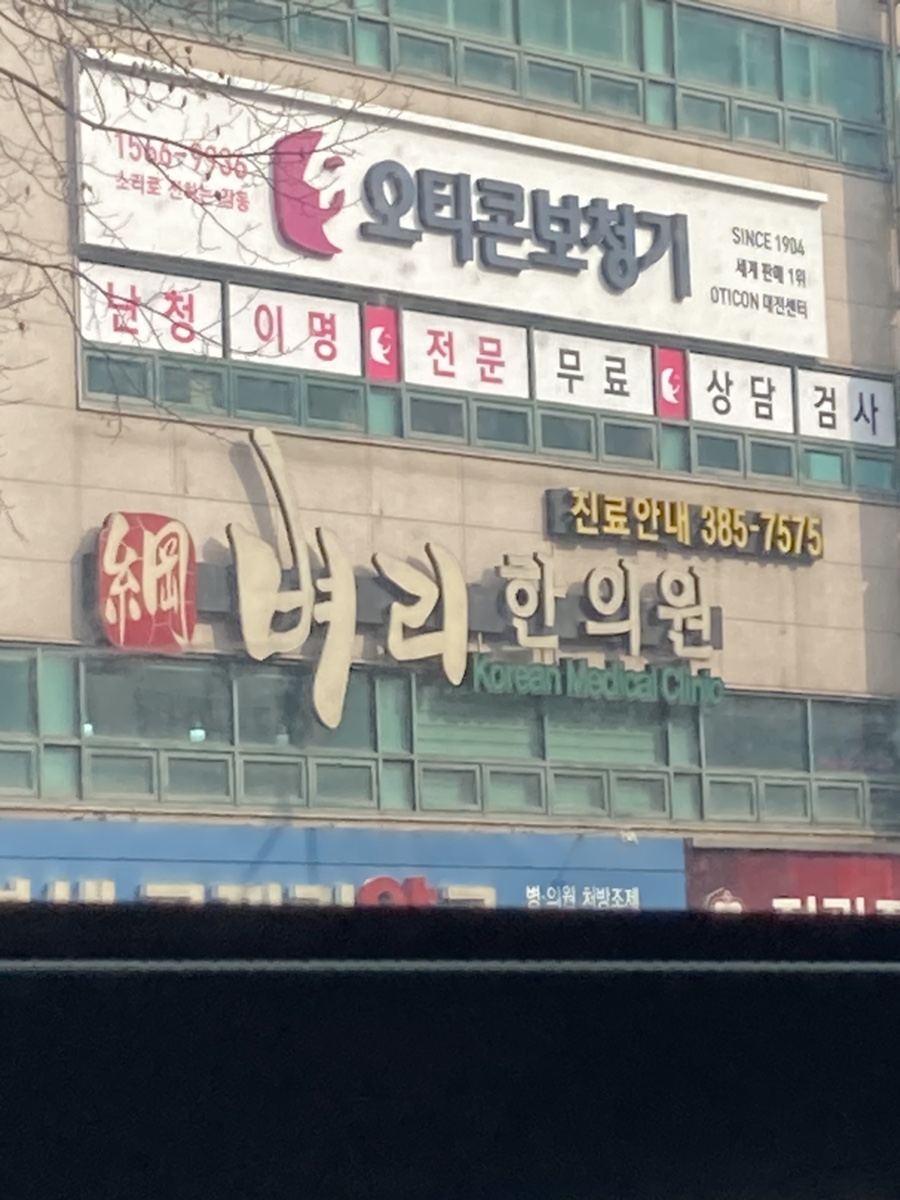 1566-9936
소리로 전하는 감동
오티콘보청기
SINCE 1904
세계 판매 1위
OTICON 대전센터
난청 이명 전문 무료 상담 검사
진료안내 385-7575
網 벼리 한의원
Korean Medical Clinic
병·의원 처방조제